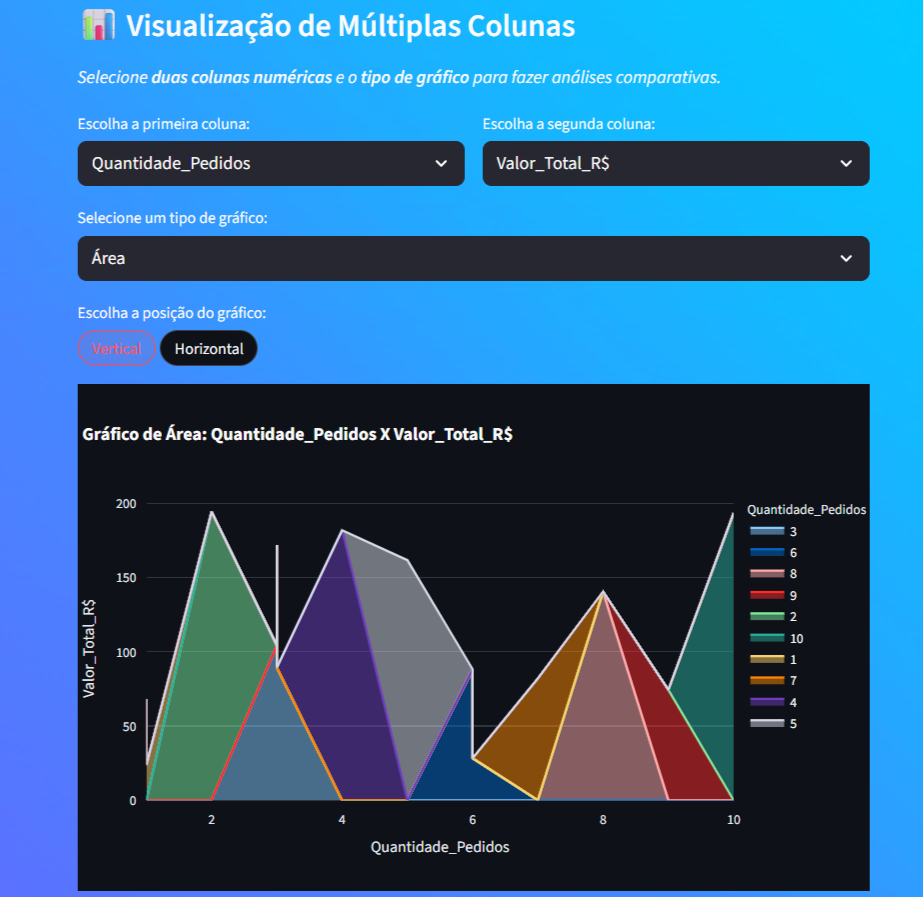 Visualização de Múltiplas Colunas
Selecione duas colunas numéricas e o tipo de gráfico para fazer análises comparativas.
Escolha a primeira coluna:
Escolha a segunda coluna:
Quantidade_Pedidos
Valor_Total_R$
Selecione um tipo de gráfico:
Área
Escolha a posição do gráfico:
Vertical
Horizontal
Gráfico de Área: Quantidade_Pedidos X Valor_Total_R$
Valor_Total_R$
200
150
100
50
0
2
4
6
8
10
Quantidade_Pedidos
Quantidade_Pedidos
3
6
8
9
2
10
1
7
4
5